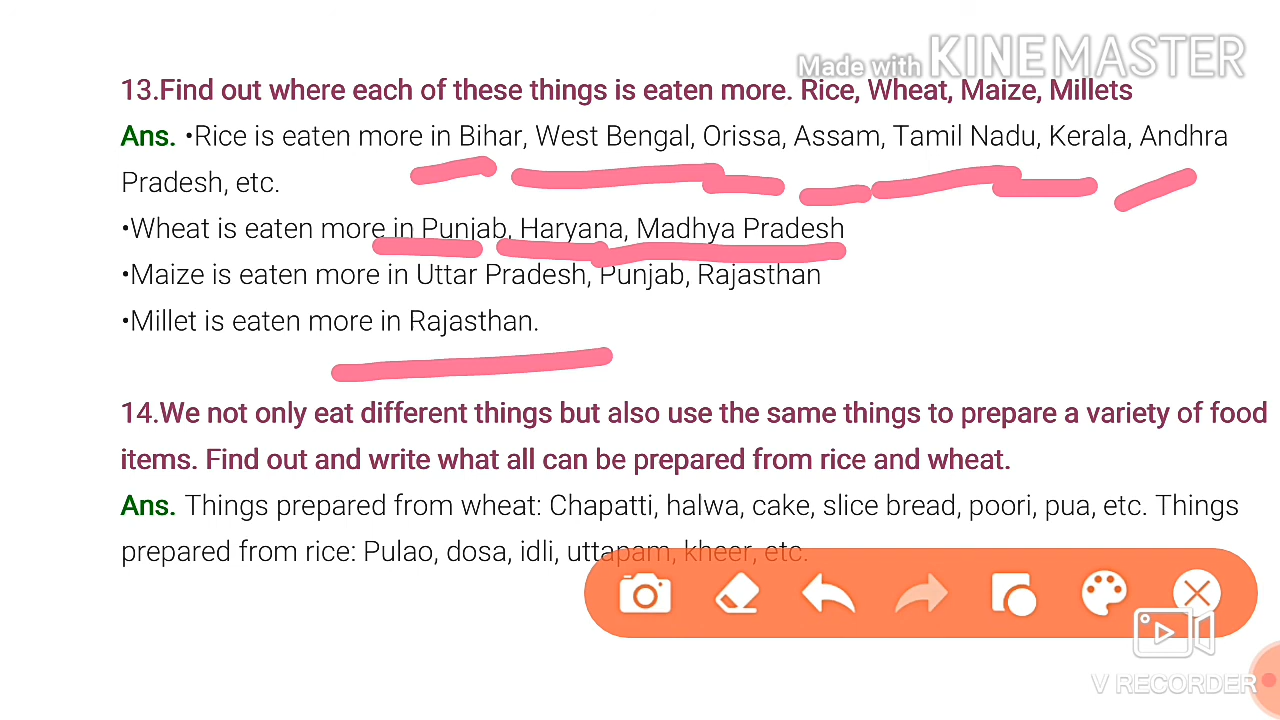 Made with KINEMASTER
13.Find out where each of these things is eaten more. Rice, Wheat, Maize, Millets
Ans. •Rice is eaten more in Bihar, West Bengal, Orissa, Assam, Tamil Nadu, Kerala, Andhra
Pradesh, etc.
•Wheat is eaten more in Punjab, Haryana, Madhya Pradesh
•Maize is eaten more in Uttar Pradesh, Punjab, Rajasthan
•Millet is eaten more in Rajasthan.
14.We not only eat different things but also use the same things to prepare a variety of food
items. Find out and write what all can be prepared from rice and wheat.
Ans. Things prepared from wheat: Chapatti, halwa, cake, slice bread, poori, pua, etc. Things
prepared from rice: Pulao, dosa, idli, uttapam, kheer, etc.
V RECORDER